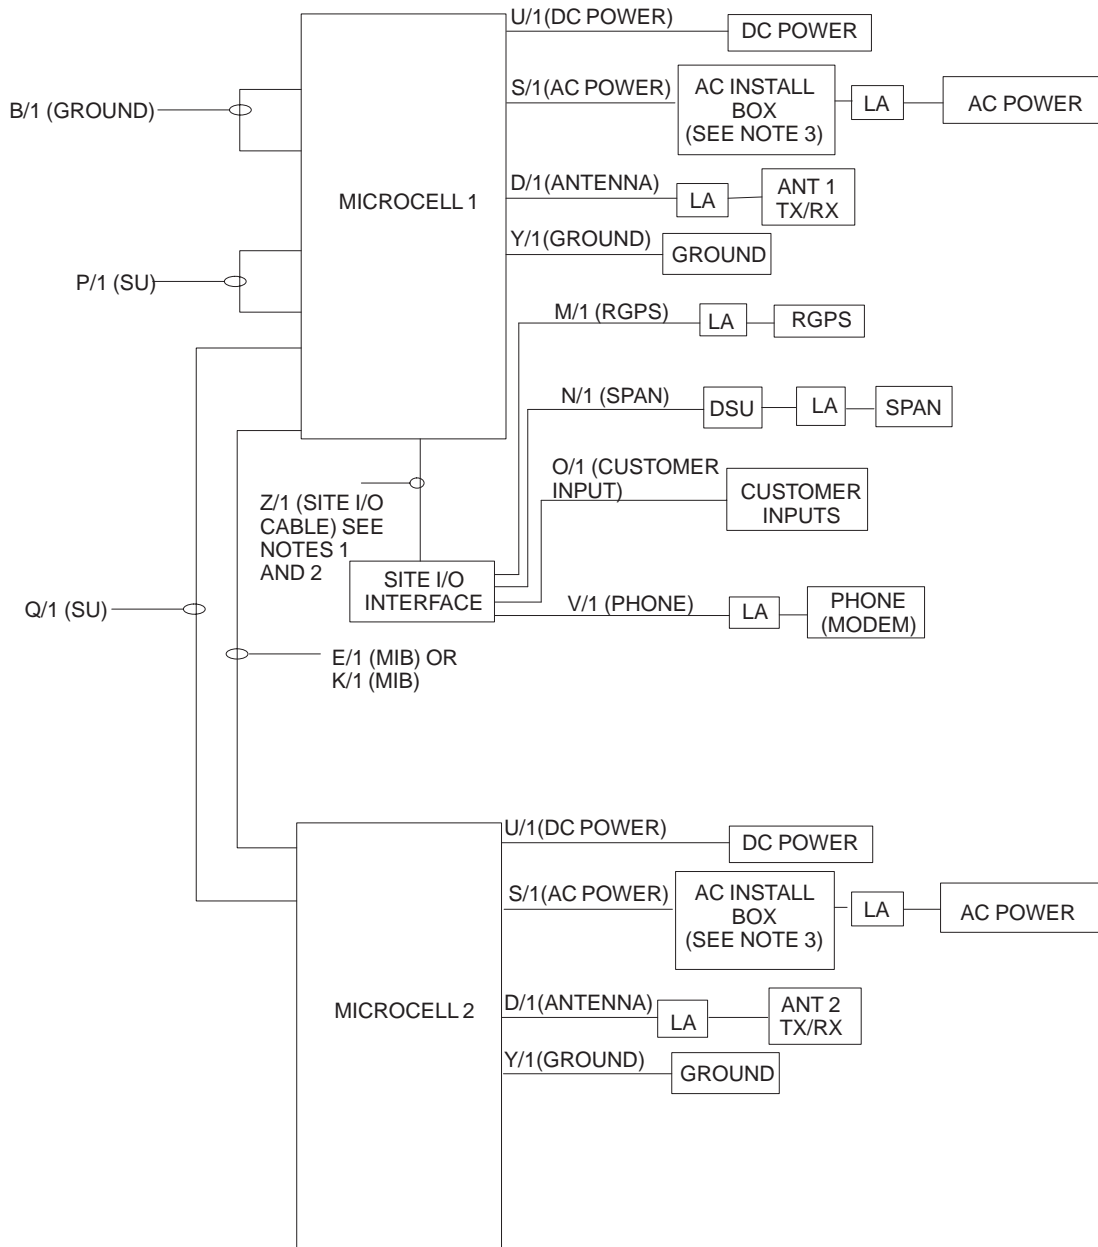 U/1(DC POWER)
DC POWER
S/1(AC POWER)
AC INSTALL
BOX
(SEE NOTE 3)
LA
AC POWER
B/1 (GROUND)
MICROCELL 1
D/1(ANTENNA)
LA
ANT 1
TX/RX
Y/1(GROUND)
GROUND
P/1 (SU)
M/1 (RGPS)
LA
RGPS
N/1 (SPAN)
DSU
LA
SPAN
O/1 (CUSTOMER
INPUT)
CUSTOMER
INPUTS
Z/1 (SITE I/O
CABLE) SEE
NOTES 1
AND 2
SITE I/O
INTERFACE
V/1 (PHONE)
LA
PHONE
(MODEM)
Q/1 (SU)
E/1 (MIB) OR
K/1 (MIB)
U/1(DC POWER)
DC POWER
S/1(AC POWER)
AC INSTALL
BOX
(SEE NOTE 3)
LA
AC POWER
MICROCELL 2
D/1(ANTENNA)
LA
ANT 2
TX/RX
Y/1(GROUND)
GROUND